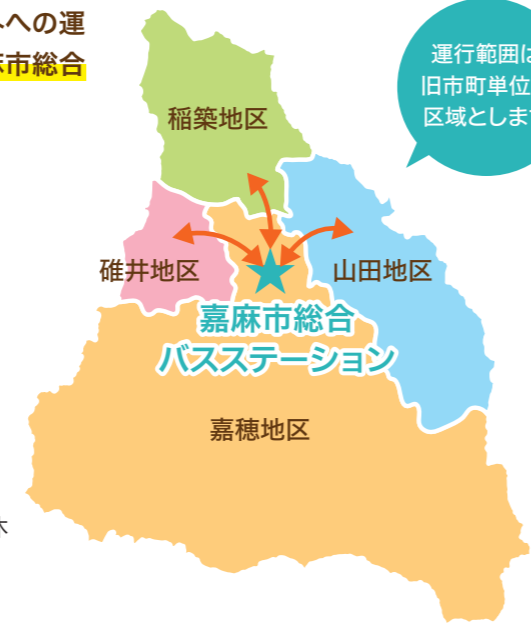 への運
市総合
運行範囲は
旧市町単位
区域とします
稲築地区
碓井地区
山田地区
嘉麻市総合
バスステーション
嘉穂地区